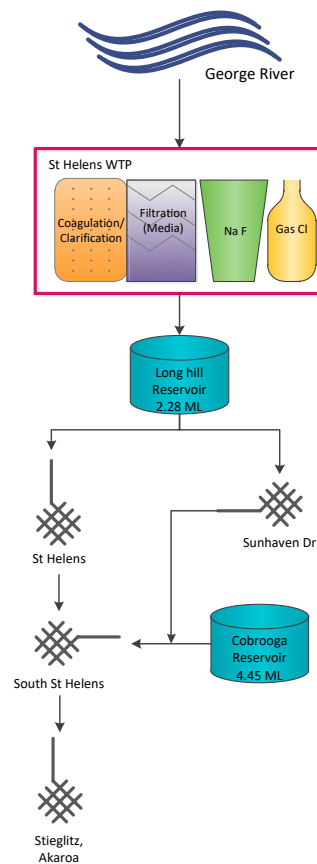 George River
St Helens WTP
Coagulation/
Clarification
Filtration
(Media)
Na F
Gas Cl
Long hill
Reservoir
2.28 ML
St Helens
Sunhaven Dr
South St Helens
Cobrooga
Reservoir
4.45 ML
Stieglitz,
Akaroa